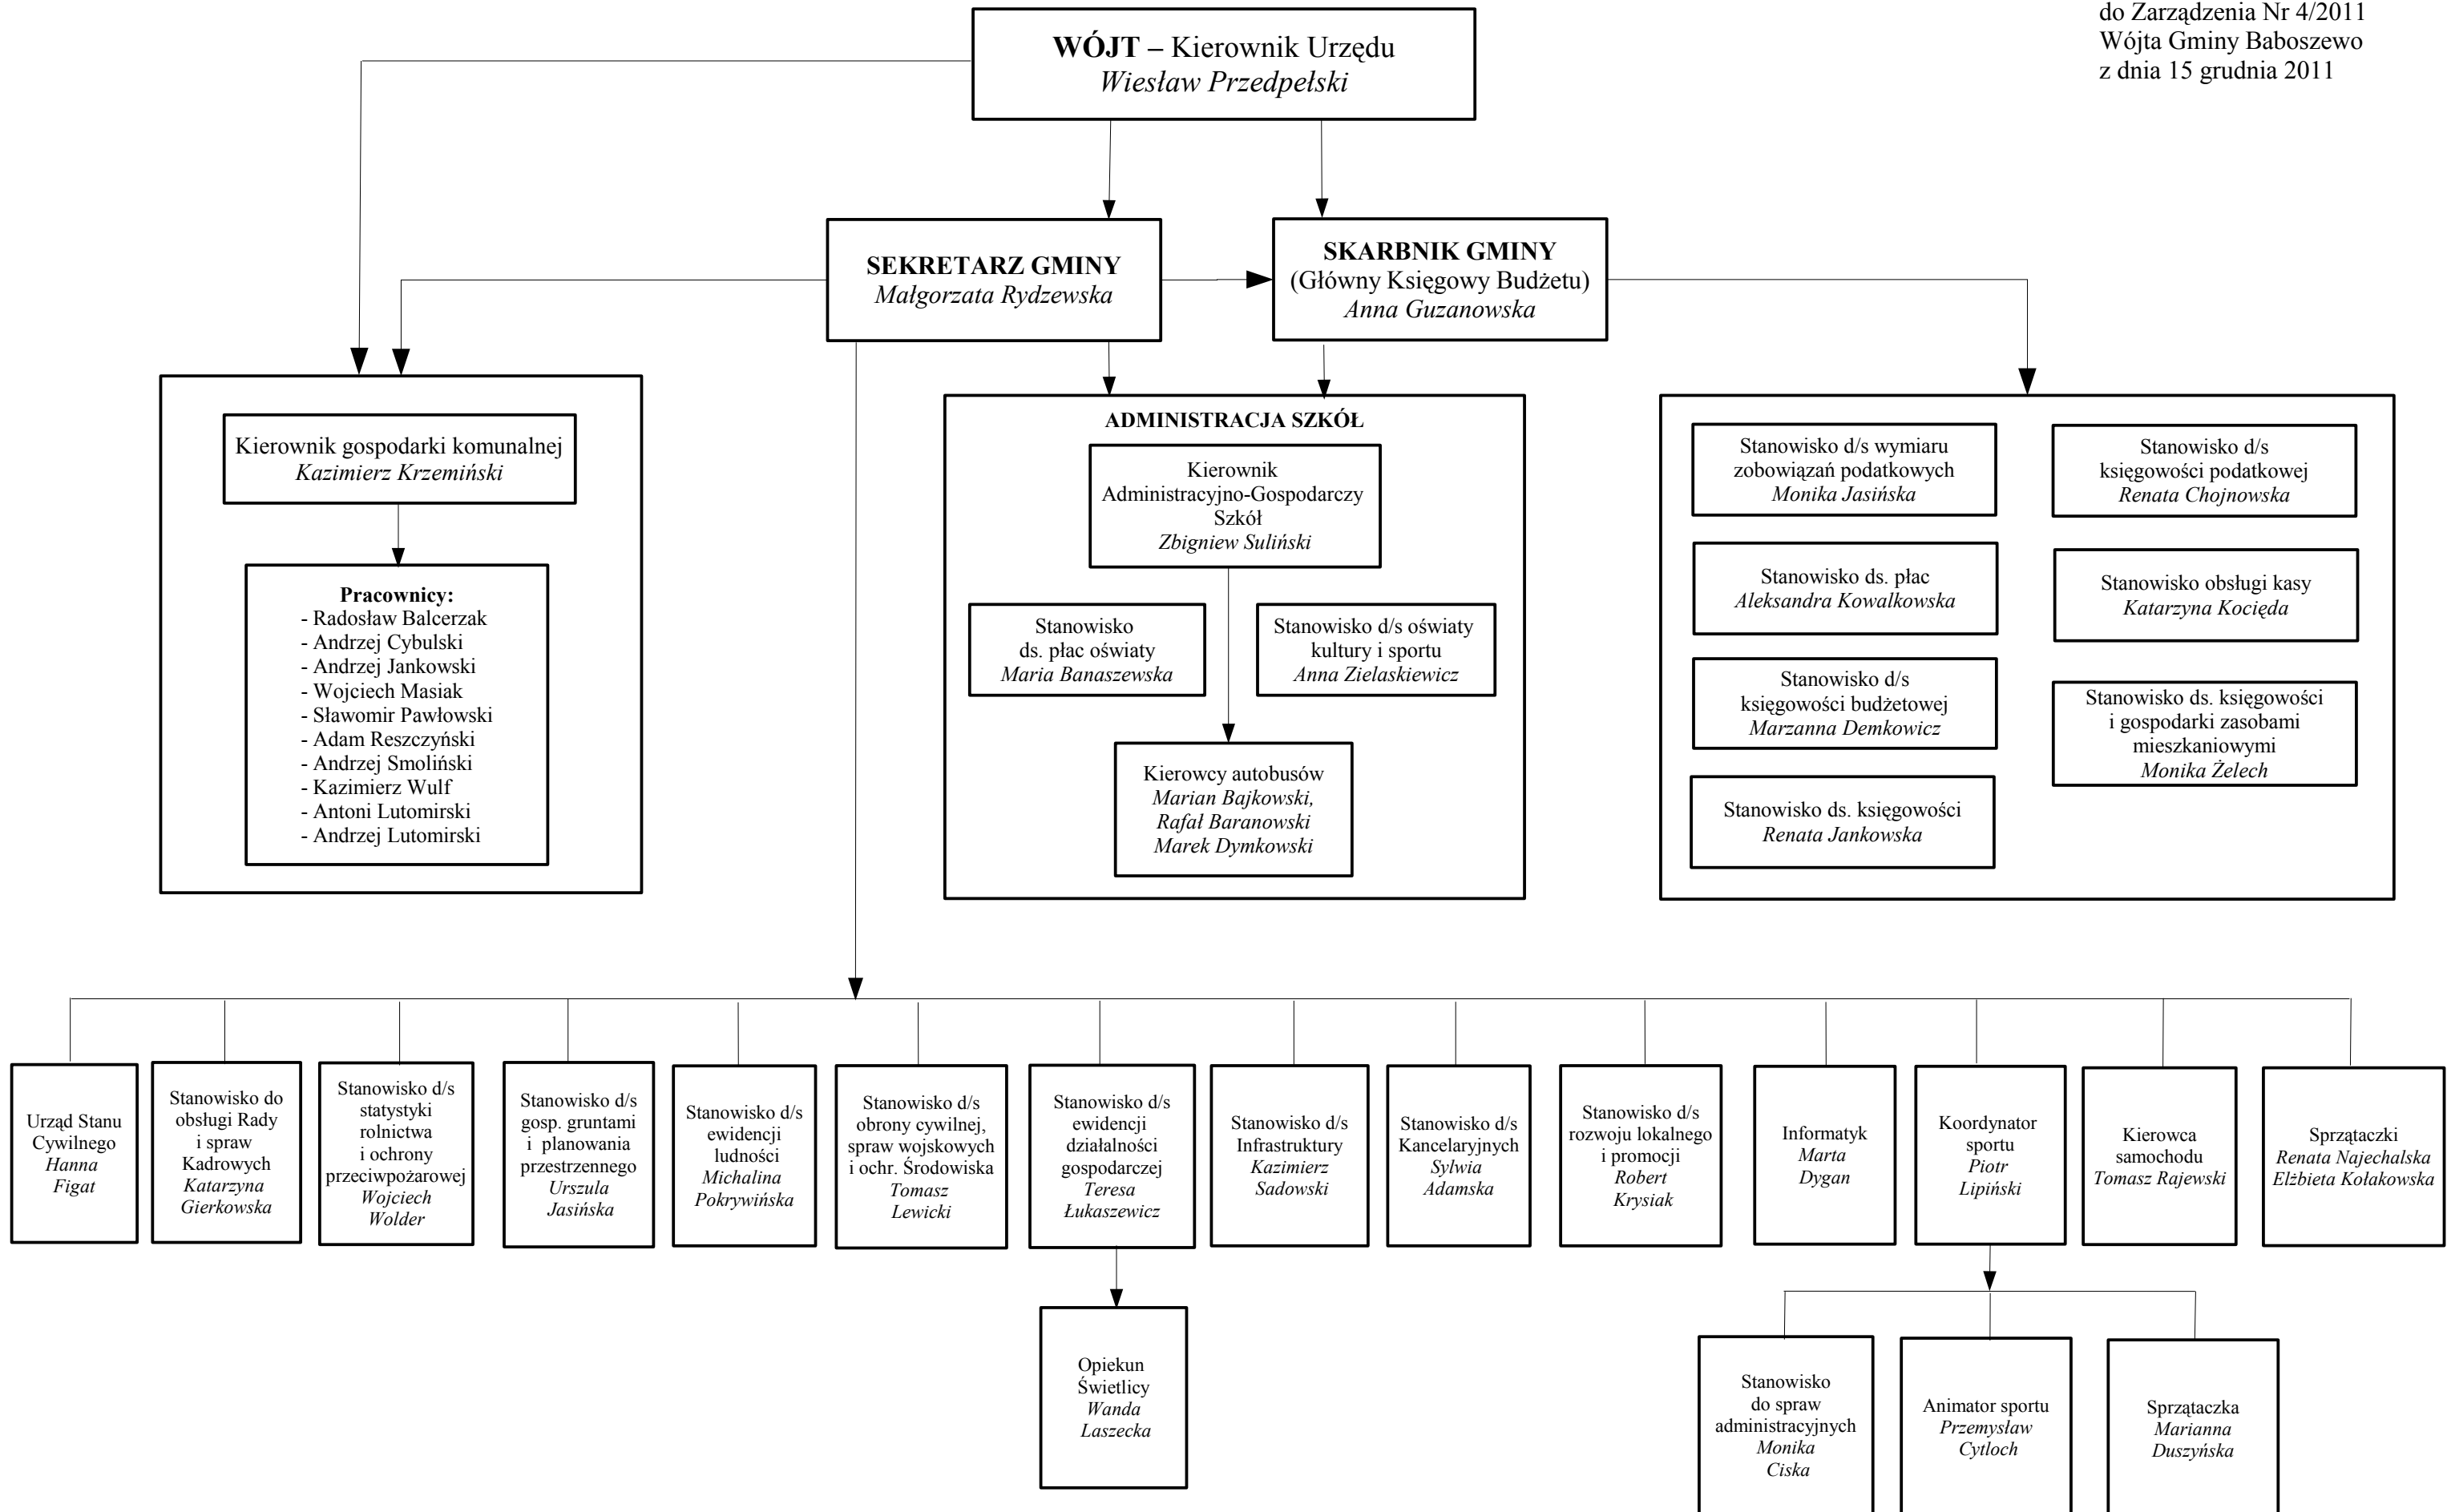 do Zarządzenia Nr 4/2011
Wójta Gminy Baboszewo
z dnia 15 grudnia 2011
WÓJT – Kierownik Urzędu
Wiesław Przedpełski
SEKRETARZ GMINY
Małgorzata Rydzewska
SKARBNIK GMINY
(Główny Księgowy Budżetu)
Anna Guzanowska
Kierownik gospodarki komunalnej
Kazimierz Krzemiński
Pracownicy:
- Radosław Balcerzak
- Andrzej Cybulski
- Andrzej Jankowski
- Wojciech Masiak
- Sławomir Pawłowski
- Adam Reszczyński
- Andrzej Smoliński
- Kazimierz Wulf
- Antoni Lutomirski
- Andrzej Lutomirski
ADMINISTRACJA SZKÓŁ
Kierownik
Administracyjno-Gospodarczy
Szkół
Zbigniew Suliński
Stanowisko
ds. płac oświaty
Maria Banaszewska
Stanowisko d/s oświaty
kultury i sportu
Anna Zielaskiewicz
Kierowcy autobusów
Marian Bajkowski,
Rafał Baranowski
Marek Dymkowski
Stanowisko d/s wymiaru
zobowiązań podatkowych
Monika Jasińska
Stanowisko d/s
księgowości podatkowej
Renata Chojnowska
Stanowisko ds. płac
Aleksandra Kowalkowska
Stanowisko obsługi kasy
Katarzyna Kocięda
Stanowisko d/s
księgowości budżetowej
Marzanna Demkowicz
Stanowisko ds. księgowości
i gospodarki zasobami
mieszkaniowymi
Monika Żelech
Stanowisko ds. księgowości
Renata Jankowska
Urząd Stanu
Cywilnego
Hanna
Figat
Stanowisko do
obsługi Rady
i spraw
Kadrowych
Katarzyna
Gierkowska
Stanowisko d/s
statystyki
rolnictwa
i ochrony
przeciwpożarowej
Wojciech
Wolder
Stanowisko d/s
gosp. gruntami
i planowania
przestrzennego
Urszula
Jasińska
Stanowisko d/s
ewidencji
ludności
Michalina
Pokrywińska
Stanowisko d/s
obrony cywilnej,
spraw wojskowych
i ochr. Środowiska
Tomasz
Lewicki
Stanowisko d/s
ewidencji
działalności
gospodarczej
Teresa
Łukaszewicz
Stanowisko d/s
Infrastruktury
Kazimierz
Sadowski
Stanowisko d/s
Kancelaryjnych
Sylwia
Adamska
Stanowisko d/s
rozwoju lokalnego
i promocji
Robert
Krysiak
Informatyk
Marta
Dygan
Koordynator
sportu
Piotr
Lipiński
Kierowca
samochodu
Tomasz Rajewski
Sprzątaczki
Renata Najechalska
Elżbieta Kołakowska
Opiekun
Świetlicy
Wanda
Laszecka
Stanowisko
do spraw
administracyjnych
Monika
Ciska
Animator sportu
Przemysław
Cytloch
Sprzątaczka
Marianna
Duszyńska